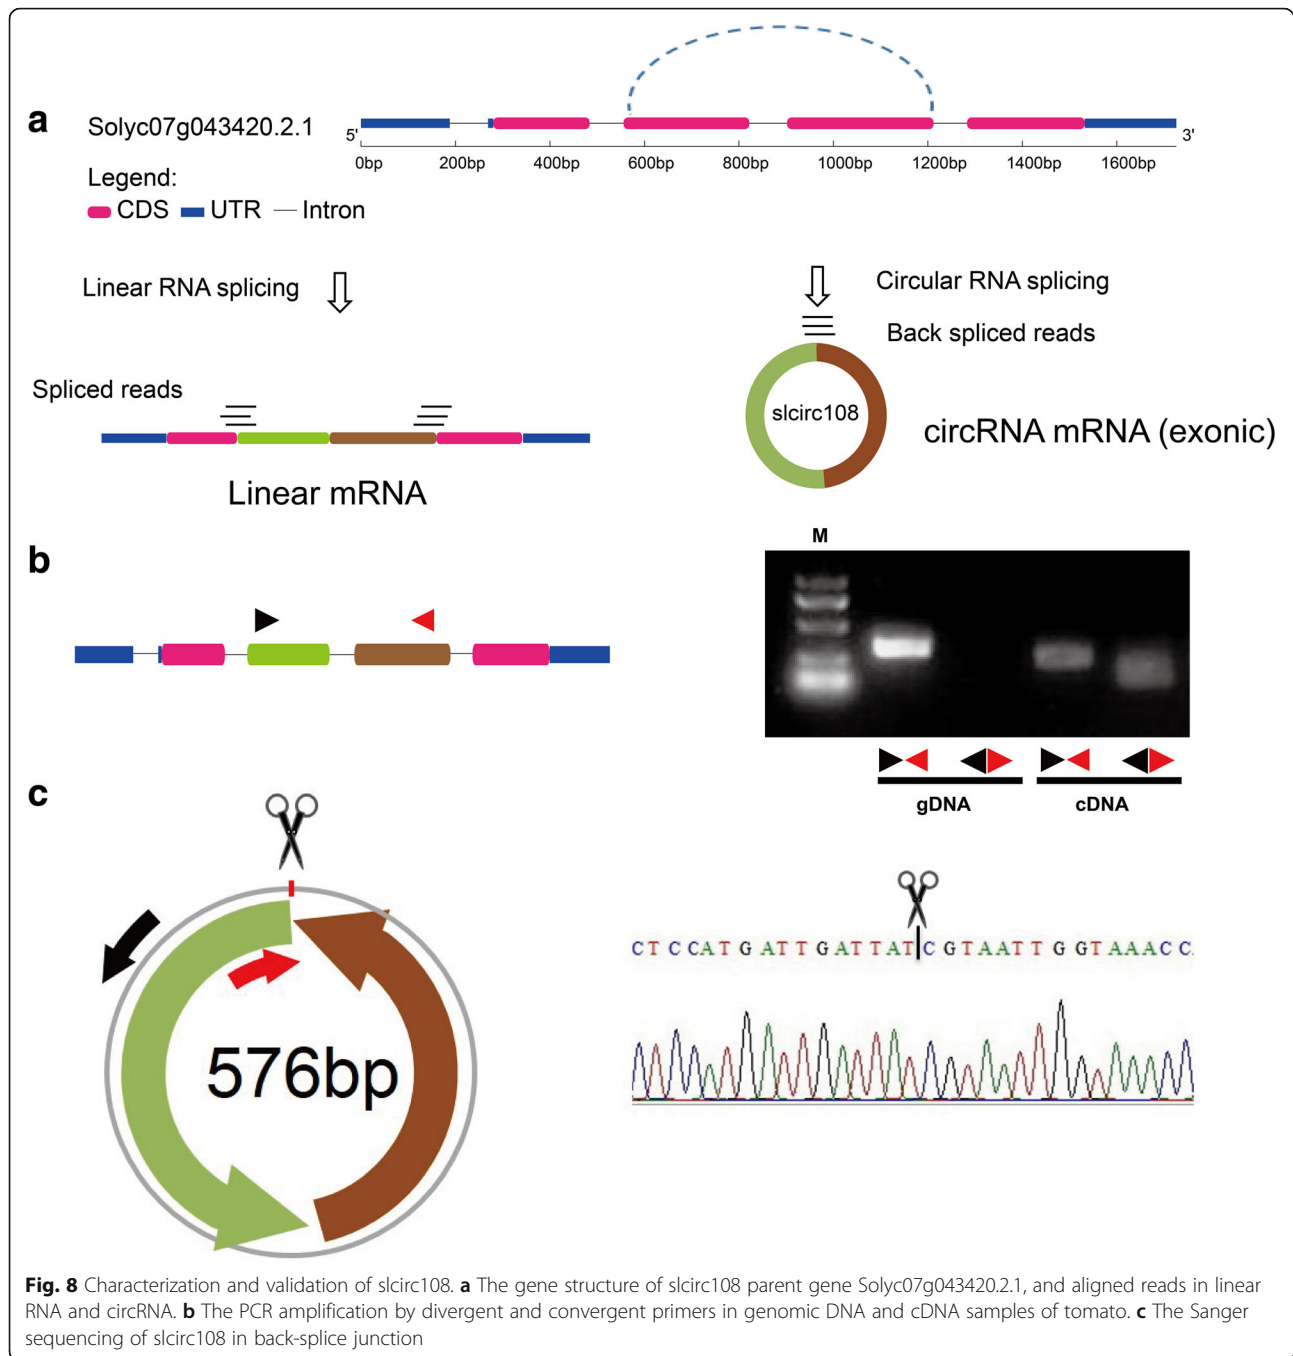 a
Solyc07g043420.2.1
5'
3'
0bp 200bp 400bp 600bp 800bp 1000bp 1200bp 1400bp 1600bp
Legend:
CDS UTR Intron
Linear RNA splicing
Circular RNA splicing
Back spliced reads
Spliced reads
slcirc108
circRNA mRNA (exonic)
Linear mRNA
b
M
gDNA cDNA
c
576bp
CTCCATGATTGATTAT|CGTAATTGGTAAACC
Fig. 8 Characterization and validation of slcirc108. a The gene structure of slcirc108 parent gene Solyc07g043420.2.1, and aligned reads in linear
RNA and circRNA. b The PCR amplification by divergent and convergent primers in genomic DNA and cDNA samples of tomato. c The Sanger
sequencing of slcirc108 in back-splice junction